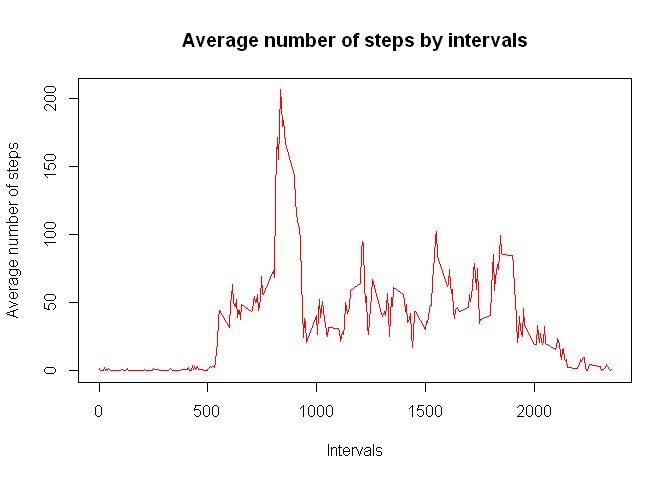 Average number of steps by intervals
Average number of steps
200
150
100
50
0
0 500 1000 1500 2000
Intervals